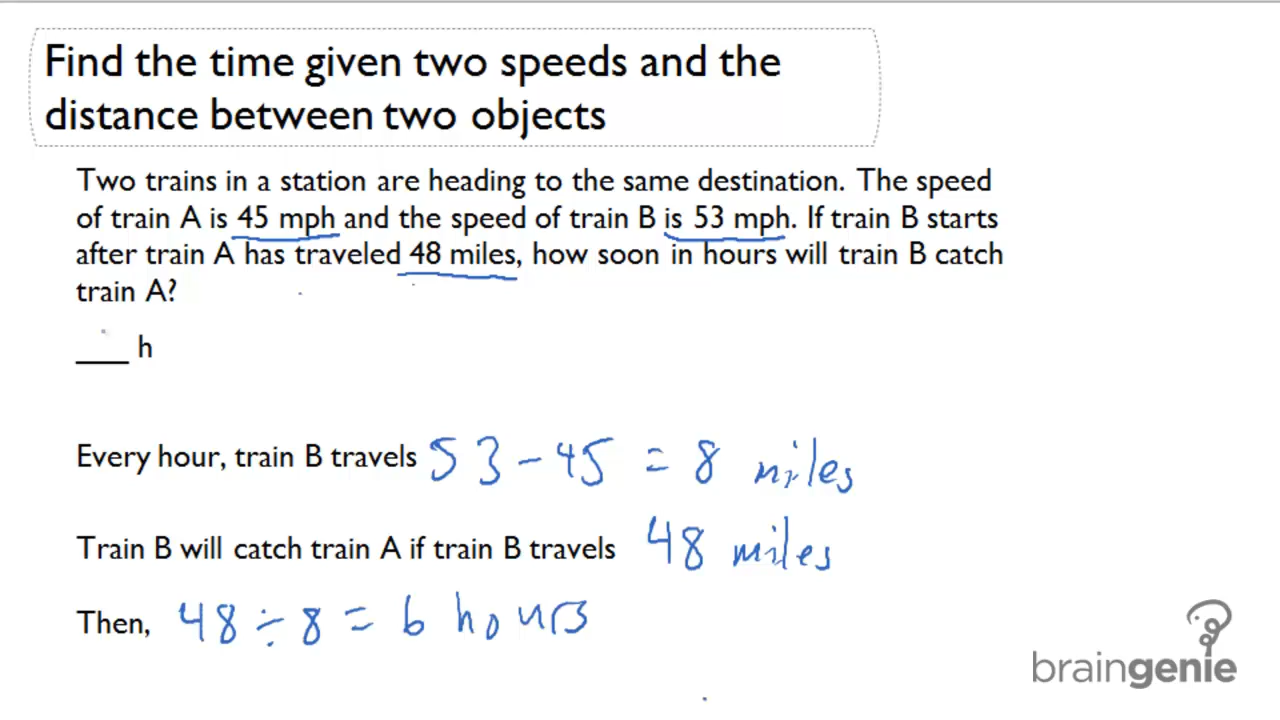 Find the time given two speeds and the
distance between two objects
Two trains in a station are heading to the same destination. The speed
of train A is 45 mph and the speed of train B is 53 mph. If train B starts
after train A has traveled 48 miles, how soon in hours will train B catch
train A?
___ h
Every hour, train B travels 53 - 45 = 8 miles
Train B will catch train A if train B travels 48 miles
Then, 48 ÷ 8 = 6 hours
braingenie